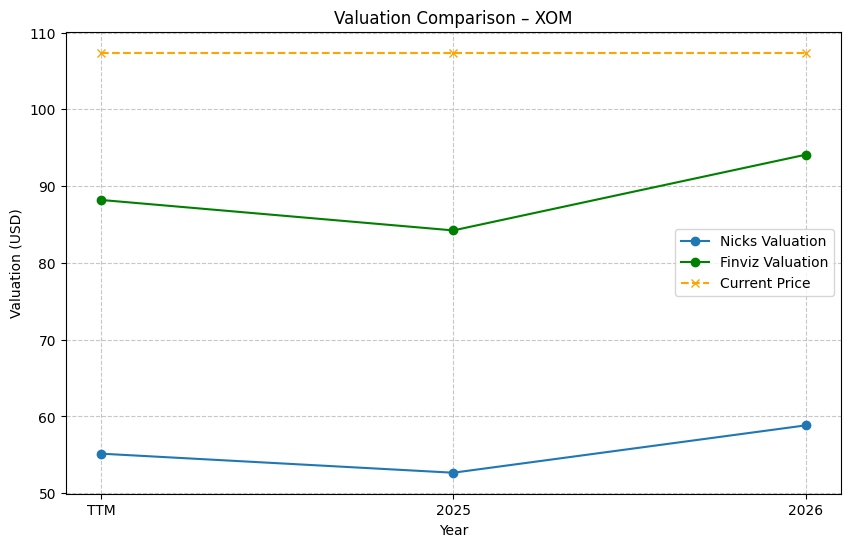 Valuation Comparison – XOM
Valuation (USD)
110
100
90
80
70
60
50
Nicks Valuation
Finviz Valuation
Current Price
TTM
2025
2026
Year